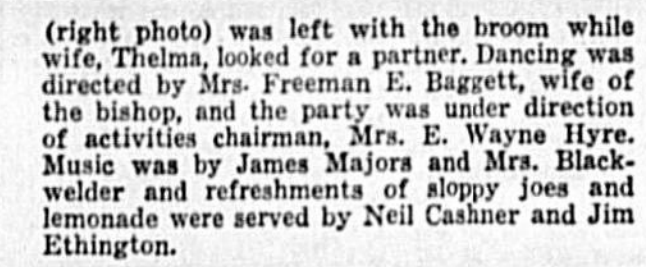 (right photo) was left with the broom while
wife, Thelma, looked for a partner. Dancing was
directed by Mrs. Freeman E. Baggett, wife of
the bishop, and the party was under direction
of activities chairman, Mrs. E. Wayne Hyre.
Music was by James Majors and Mrs. Black-
welder and refreshments of sloppy joes and
lemonade were served by Neil Cashner and Jim
Ethington.